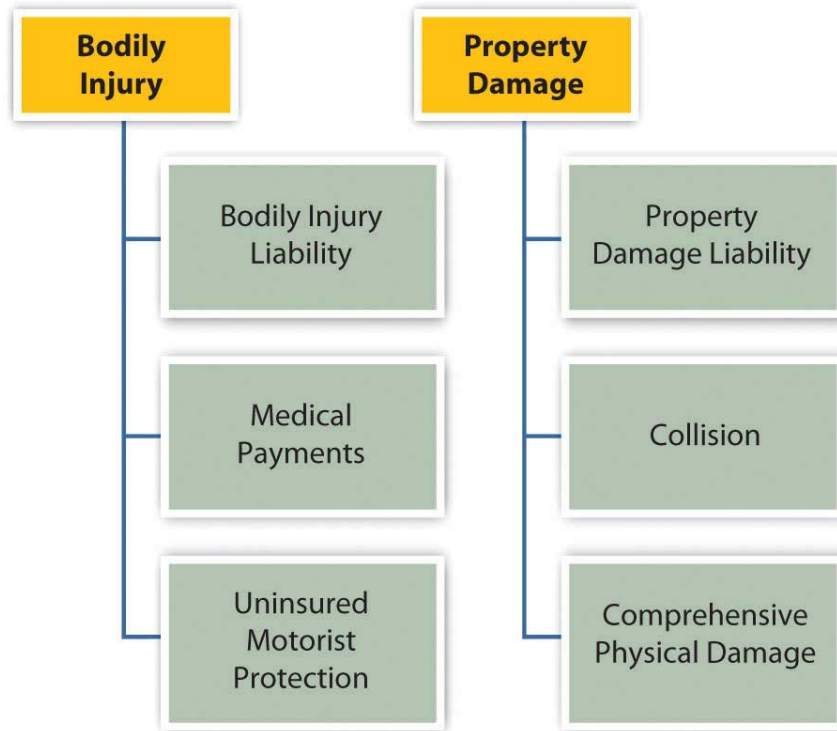 Bodily
Injury
Bodily Injury
Liability
Medical
Payments
Uninsured
Motorist
Protection
Property
Damage
Property
Damage Liability
Collision
Comprehensive
Physical Damage